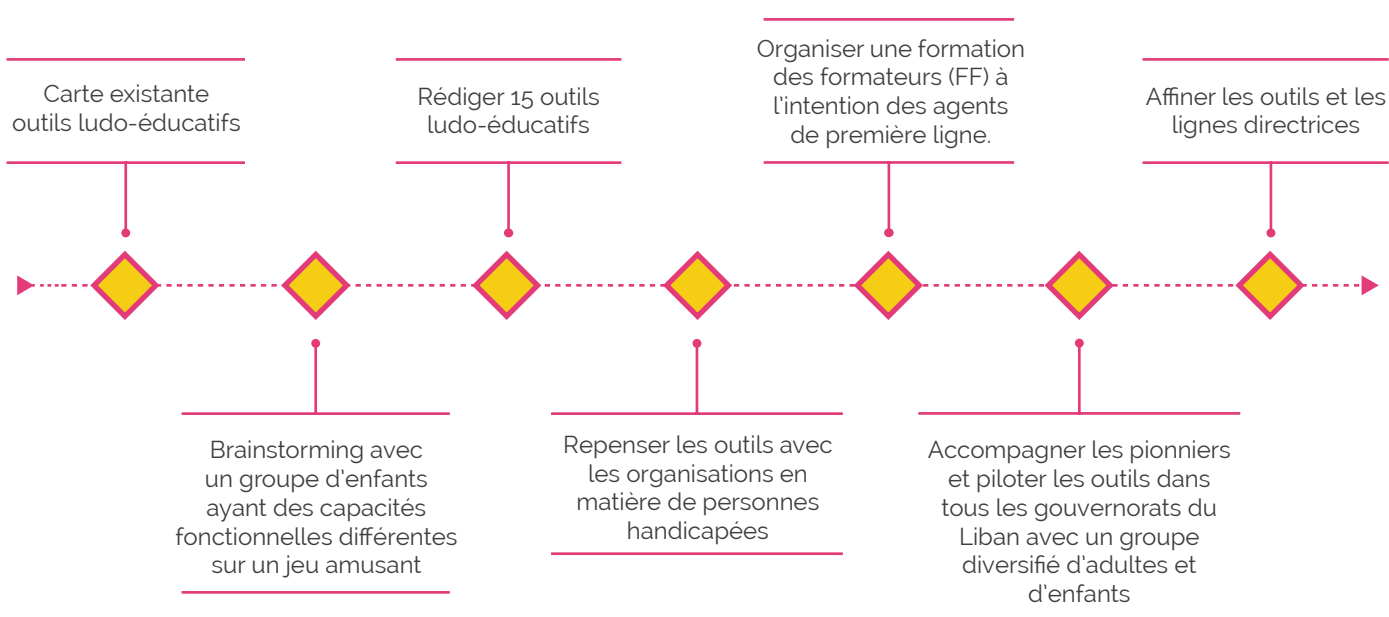 Carte existante
outils ludo-éducatifs
Brainstorming avec
un groupe d'enfants
ayant des capacités
fonctionnelles différentes
sur un jeu amusant
Rédiger 15 outils
ludo-éducatifs
Repenser les outils avec
les organisations en
matière de personnes
handicapées
Organiser une formation
des formateurs (FF) à
l'intention des agents
de première ligne.
Accompagner les pionniers
et piloter les outils dans
tous les gouvernorats du
Liban avec un groupe
diversifié d'adultes et
d'enfants
Affiner les outils et les
lignes directrices